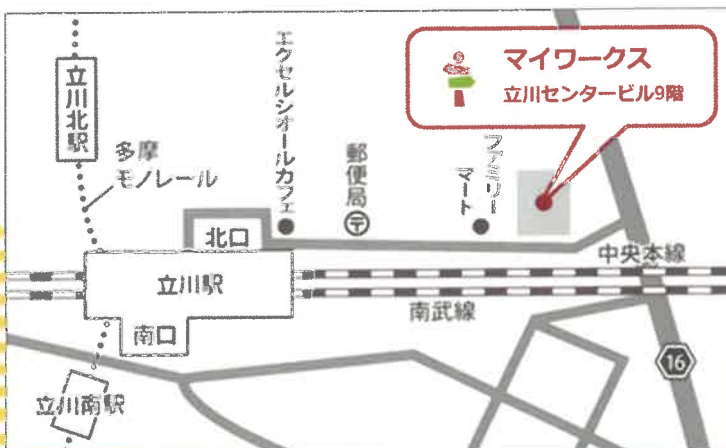 マイワークス
立川センタービル9階
立川北駅
多摩
モノレール
エクセルシオールカフェ
郵便局
〒
ファミリー
マート
北口
立川駅
南口
中央本線
南武線
16
立川南駅